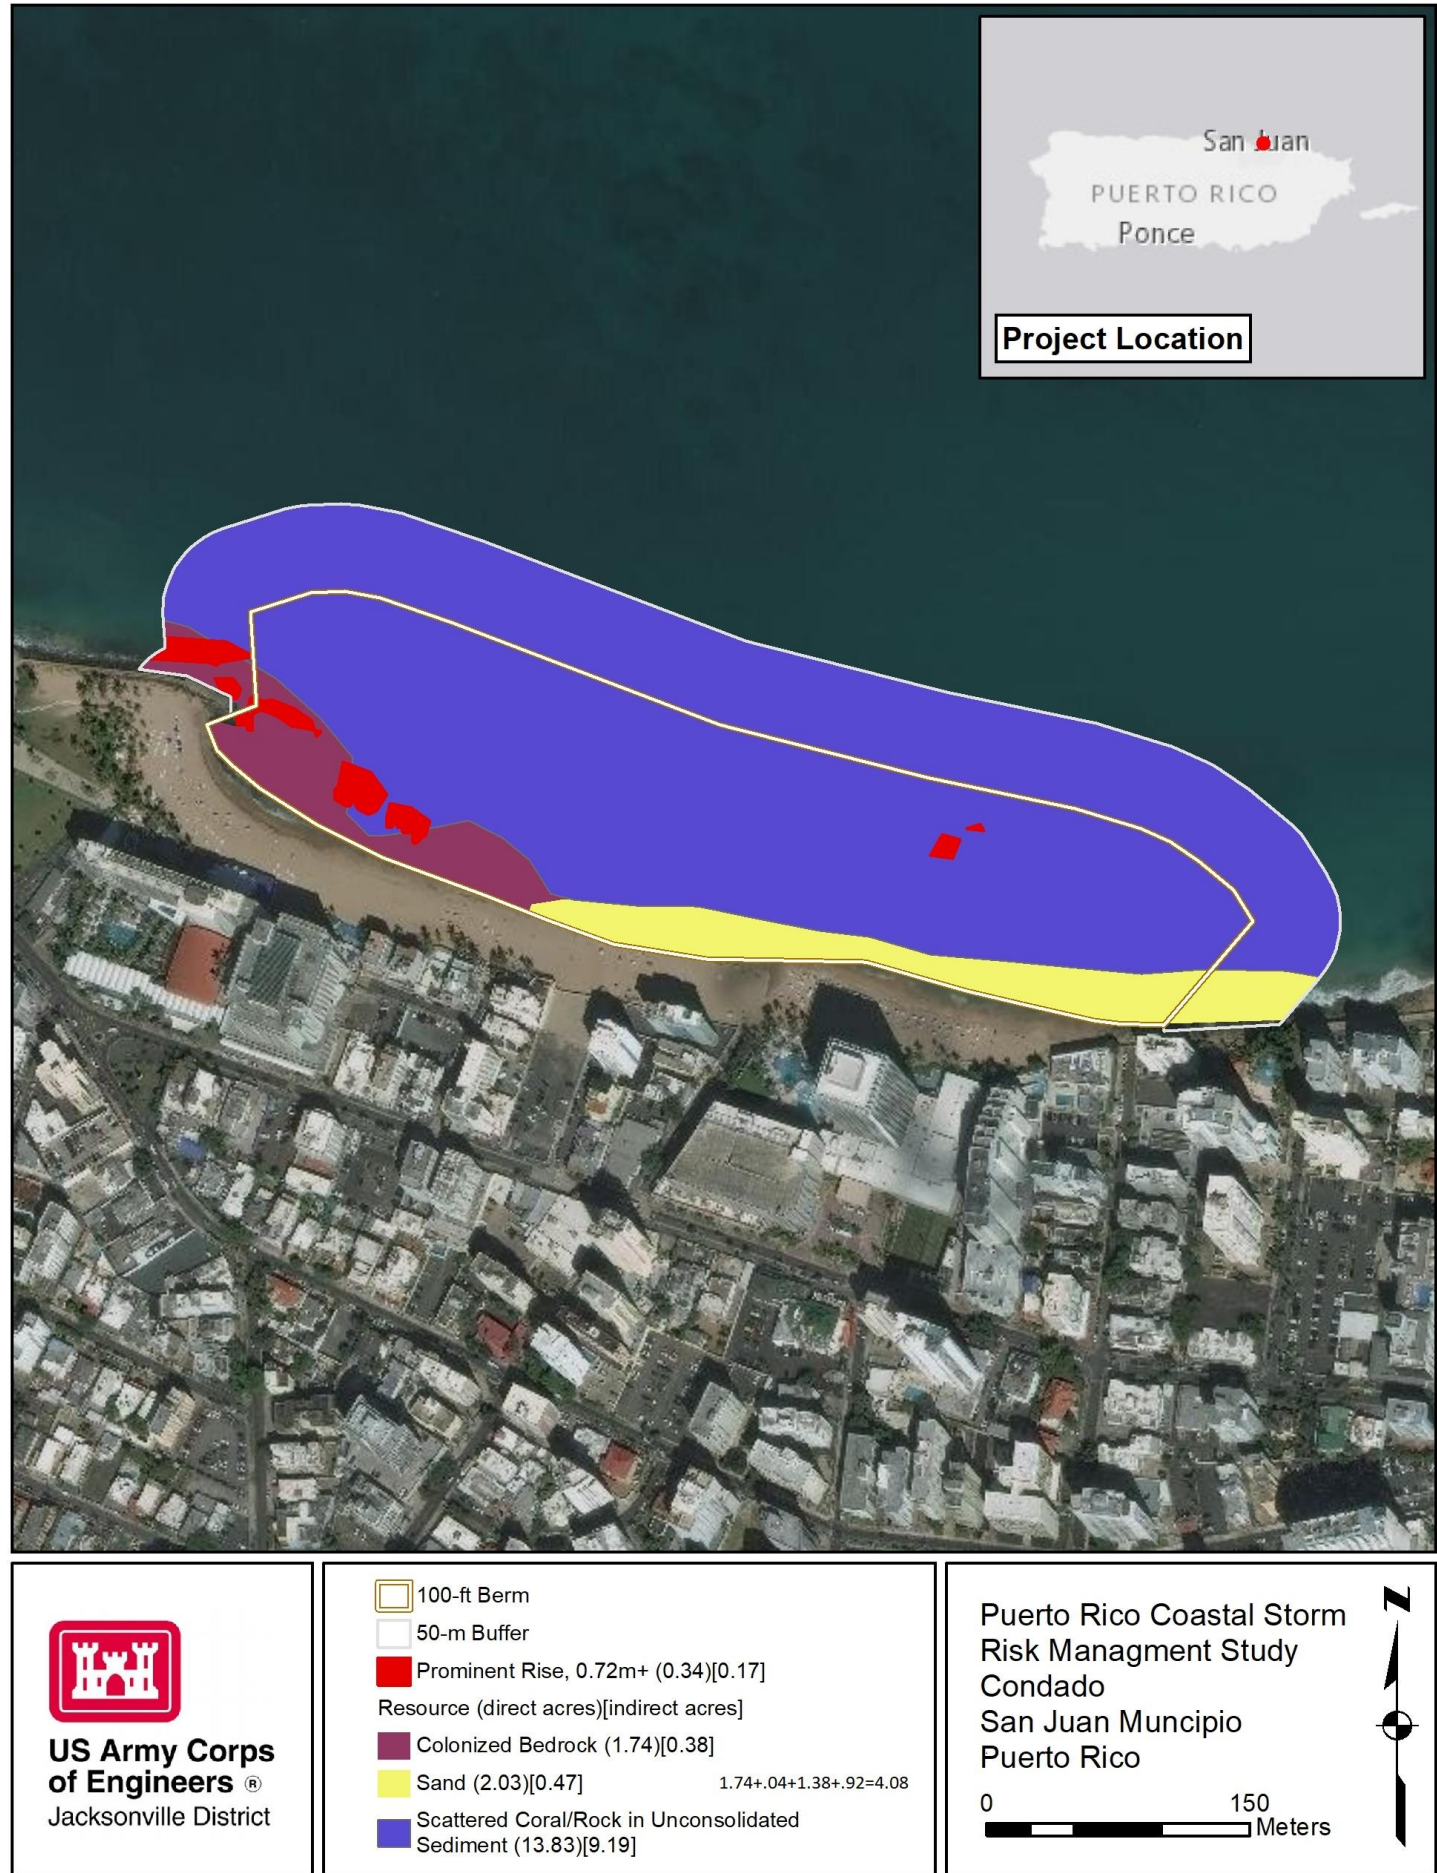 San Juan
PUERTO RICO
Ponce
Project Location
US Army Corps
of Engineers ®
Jacksonville District
100-ft Berm
50-m Buffer
Prominent Rise, 0.72m+ (0.34)[0.17]
Resource (direct acres)[indirect acres]
Colonized Bedrock (1.74)[0.38]
Sand (2.03)[0.47]
1.74+.04+1.38+.92=4.08
Scattered Coral/Rock in Unconsolidated
Sediment (13.83)[9.19]
Puerto Rico Coastal Storm
Risk Managment Study
Condado
San Juan Muncipio
Puerto Rico
N
0 150
Meters